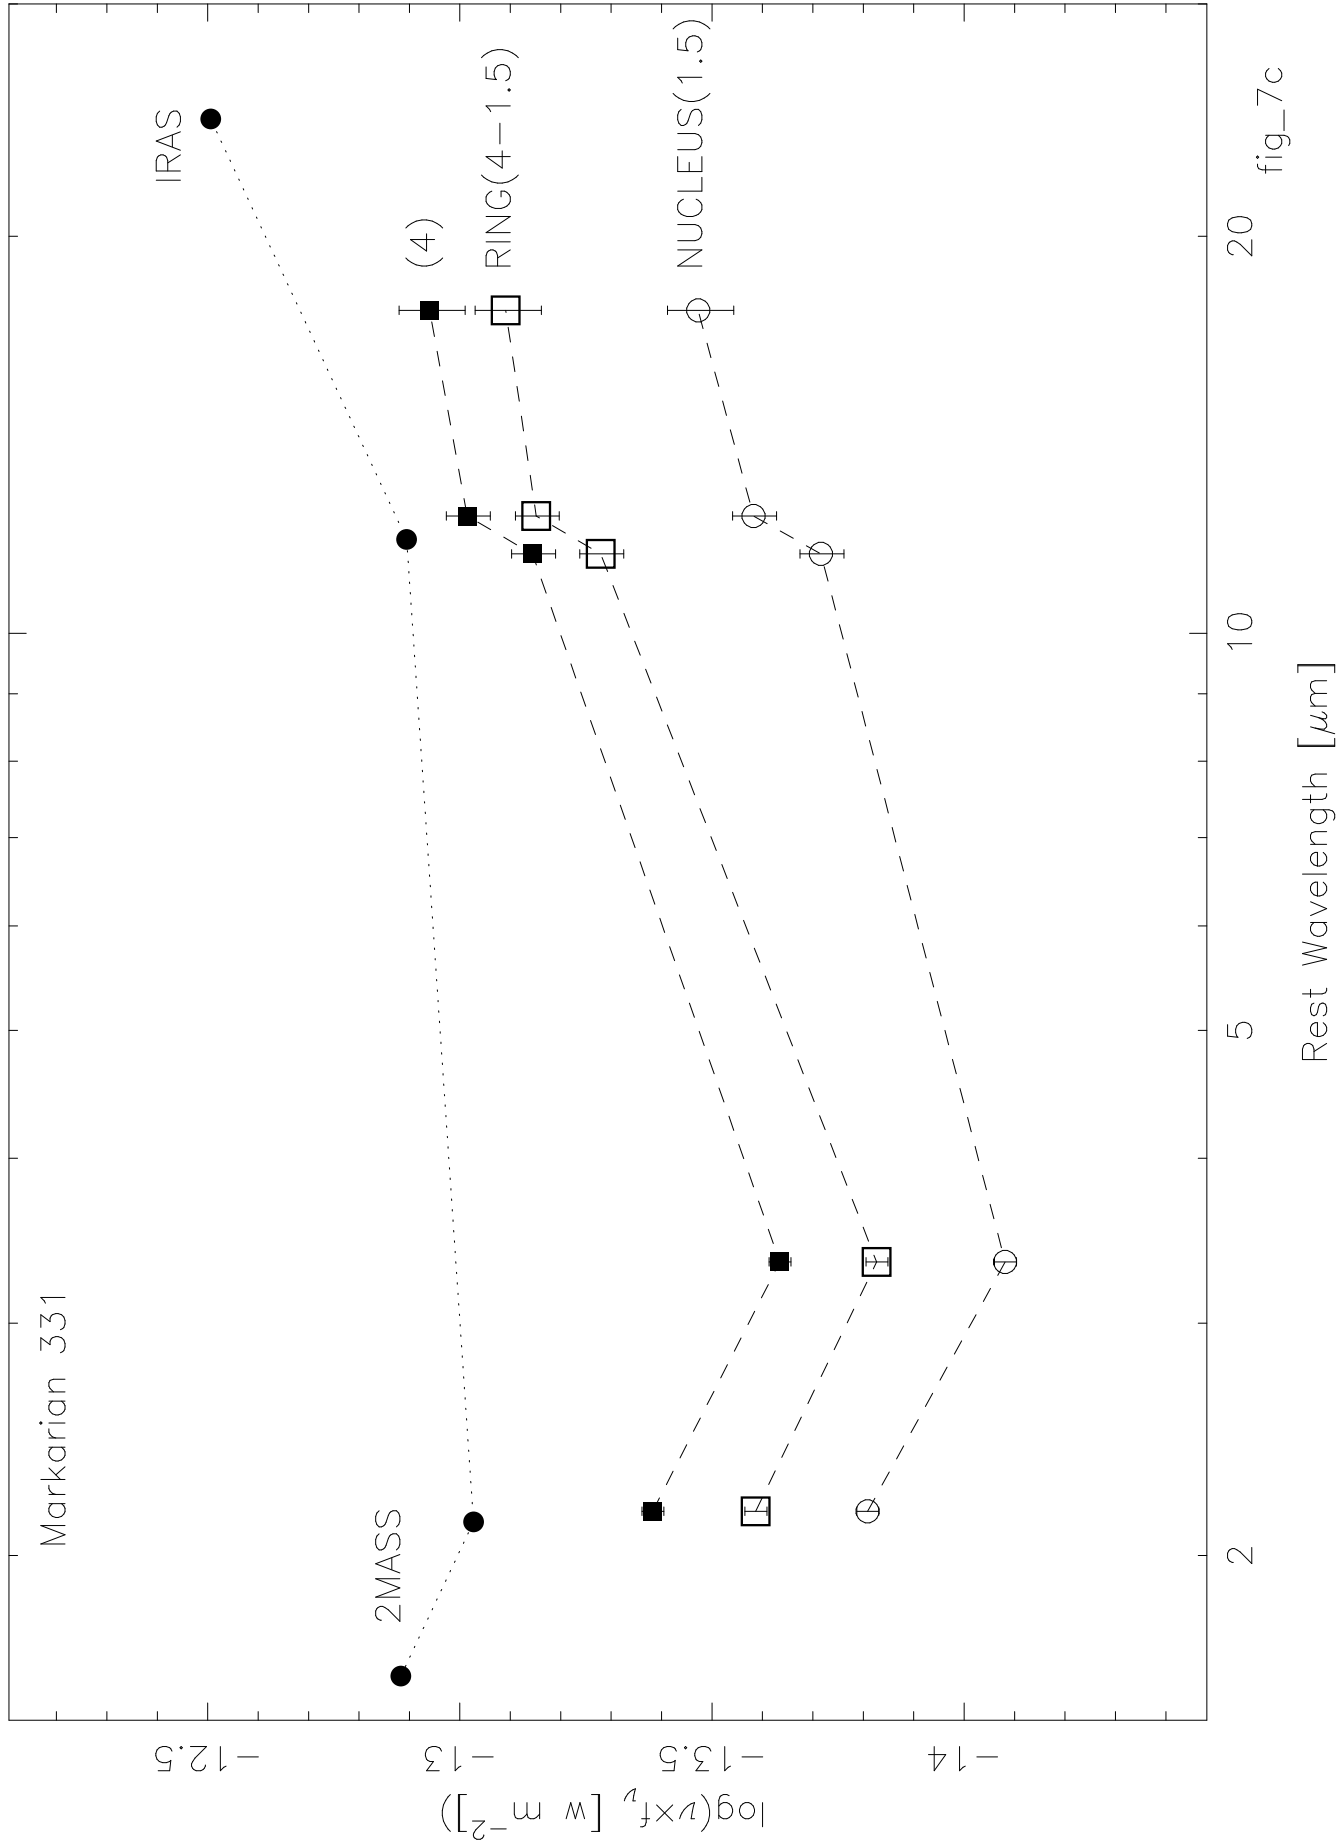 Markarian 331
2MASS
IRAS
(4)
RING(4−1.5)
NUCLEUS(1.5)
−12.5
−13
−13.5
−14
log(ν×fν [w m−2])
2
5
10
20
Rest Wavelength [μm]
fig_7c